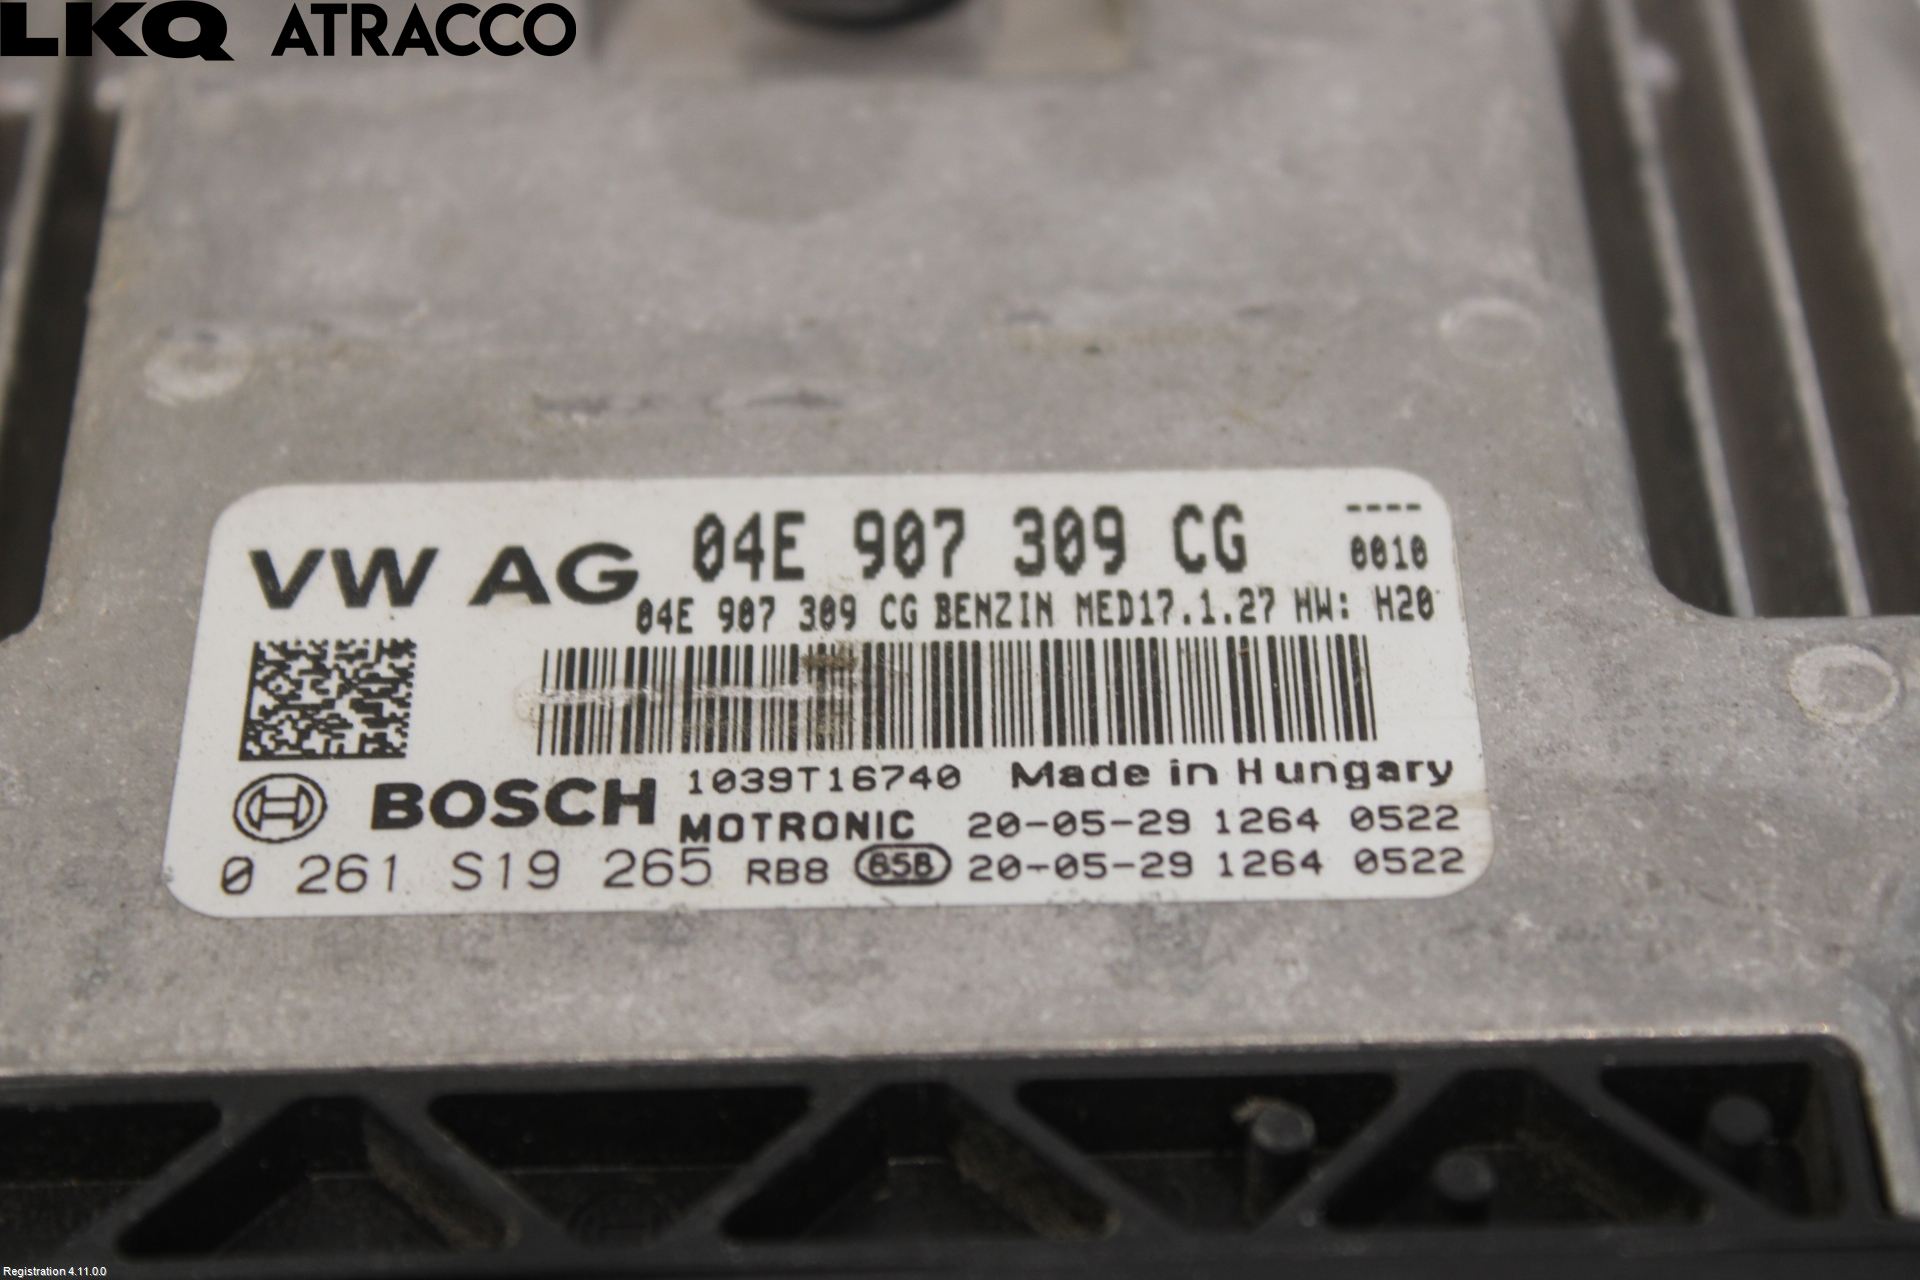 LKQ ATRACCO
VW AG 04E 907 309 CG ----
0010
04E 907 309 CG BENZIN MED17.1.27 HW: H20
BOSCH 1039T16740 Made in Hungary
MOTRONIC 20-05-29 1264 0522
0 261 S19 265 RB8 858 20-05-29 1264 0522
Registration 4.11.0.0